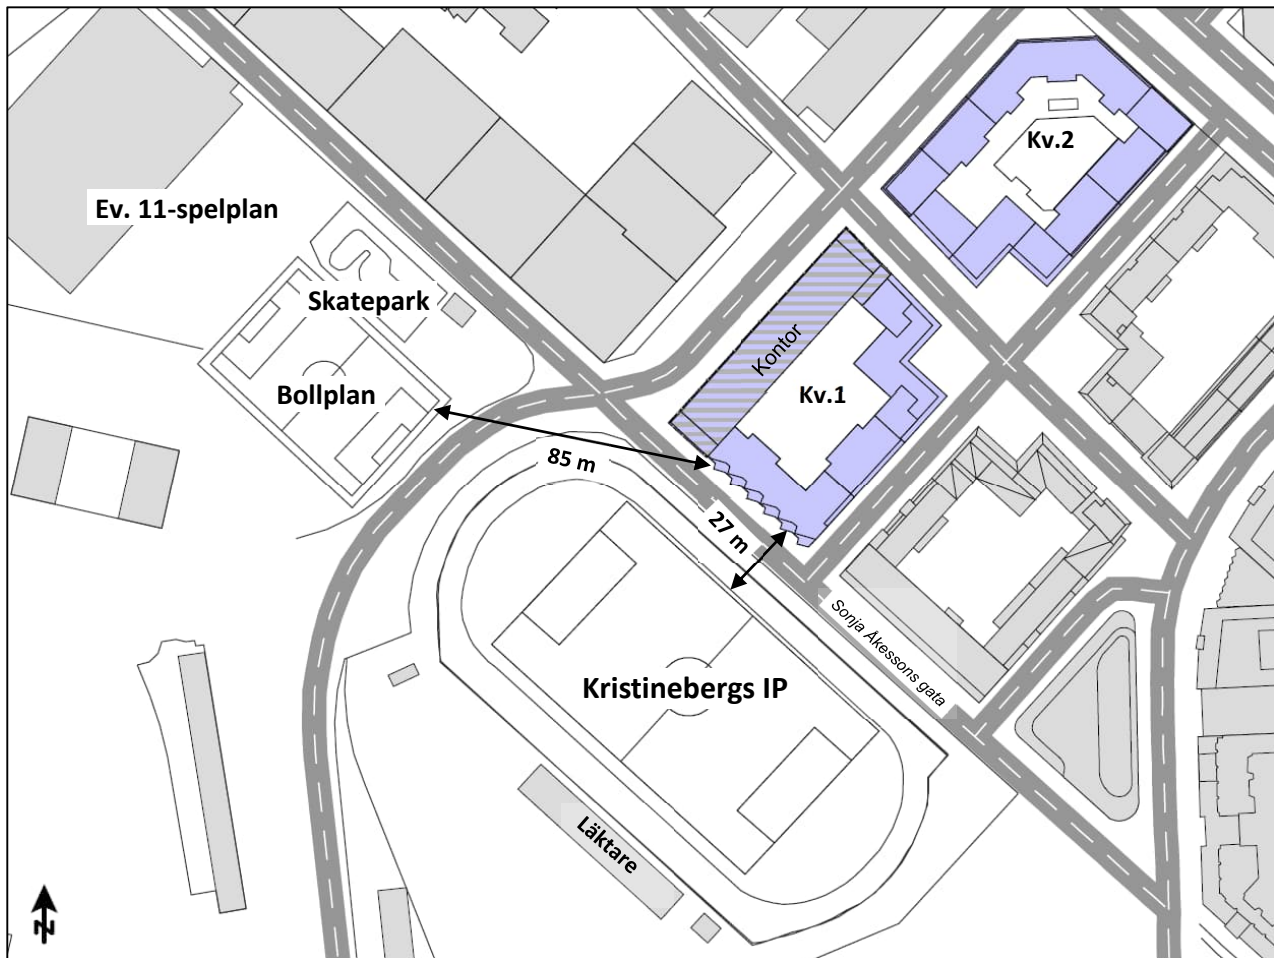 Kv.2
Ev. 11-spelplan
Skatepark
Kontor
Bollplan
Kv.1
85 m
27 m
Sonja Åkessons gata
Kristinebergs IP
Läktare
N